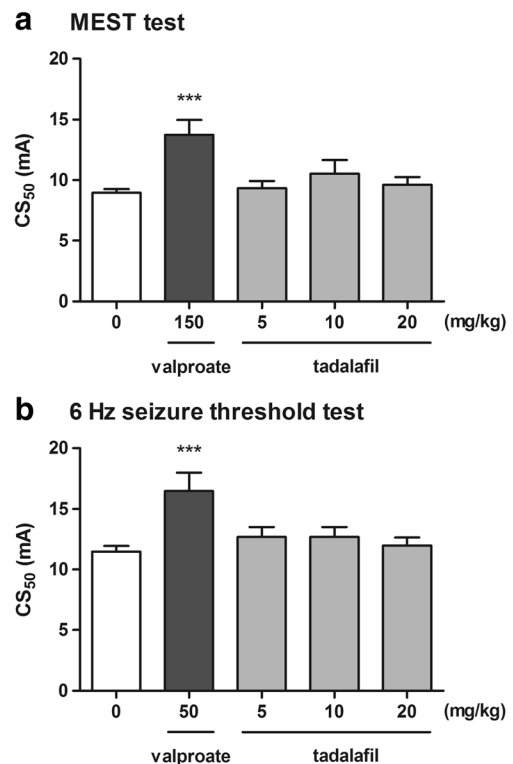 a MEST test
20
***
15
10
5
0
CS50 (mA)
0 150 5 10 20 (mg/kg)
valproate tadalafil
b 6 Hz seizure threshold test
20
***
15
10
5
0
CS50 (mA)
0 50 5 10 20 (mg/kg)
valproate tadalafil